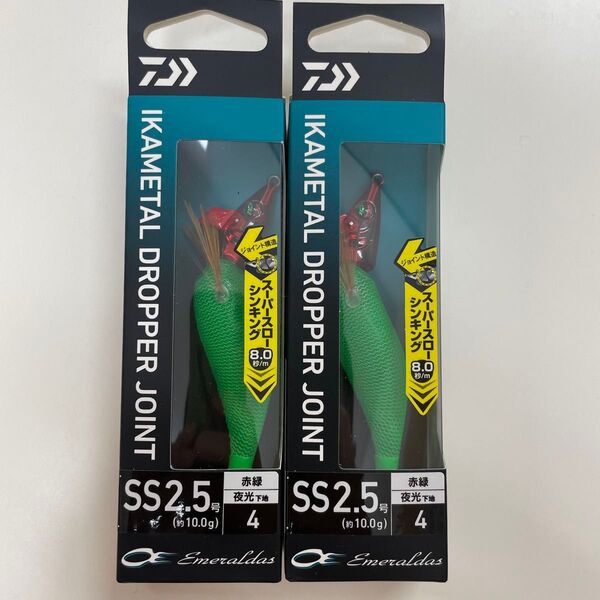 IKAMETAL DROPPER JOINT
ジョイント構造
スーパースロー
シンキング
8.0
秒/m
SS2.5号
(約10.0g)
赤緑
夜光 下地
4
Emeraldas
IKAMETAL DROPPER JOINT
ジョイント構造
スーパースロー
シンキング
8.0
秒/m
SS2.5号
(約10.0g)
赤緑
夜光 下地
4
Emeraldas